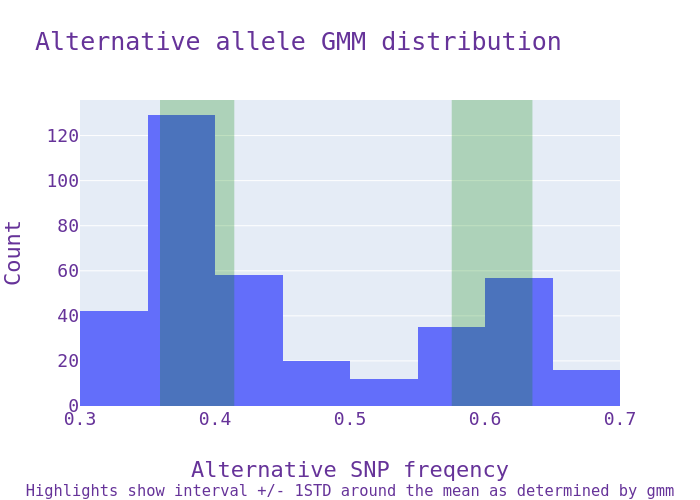 Alternative allele GMM distribution
Count
120
100
80
60
40
20
0
0.3 0.4 0.5 0.6 0.7
Alternative SNP freqency
Highlights show interval +/- 1STD around the mean as determined by gmm